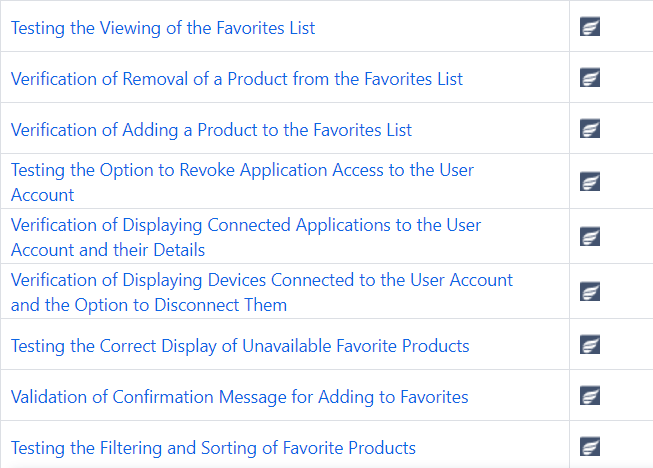 Testing the Viewing of the Favorites List
Verification of Removal of a Product from the Favorites List
Verification of Adding a Product to the Favorites List
Testing the Option to Revoke Application Access to the User
Account
Verification of Displaying Connected Applications to the User
Account and their Details
Verification of Displaying Devices Connected to the User Account
and the Option to Disconnect Them
Testing the Correct Display of Unavailable Favorite Products
Validation of Confirmation Message for Adding to Favorites
Testing the Filtering and Sorting of Favorite Products